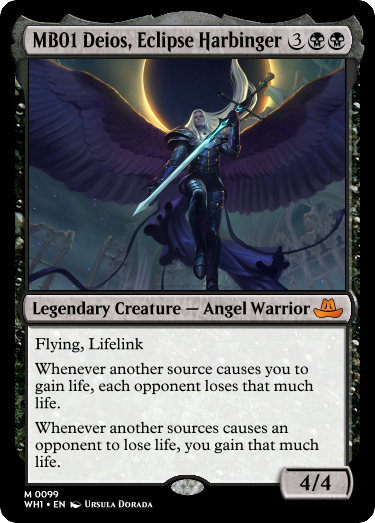 MB01 Deios, Eclipse Harbinger 3
Legendary Creature — Angel Warrior
Flying, Lifelink
Whenever another source causes you to
gain life, each opponent loses that much
life.
Whenever another sources causes an
opponent to lose life, you gain that much
life.
4/4
M 0099
WH1 • EN Ursula Dorada